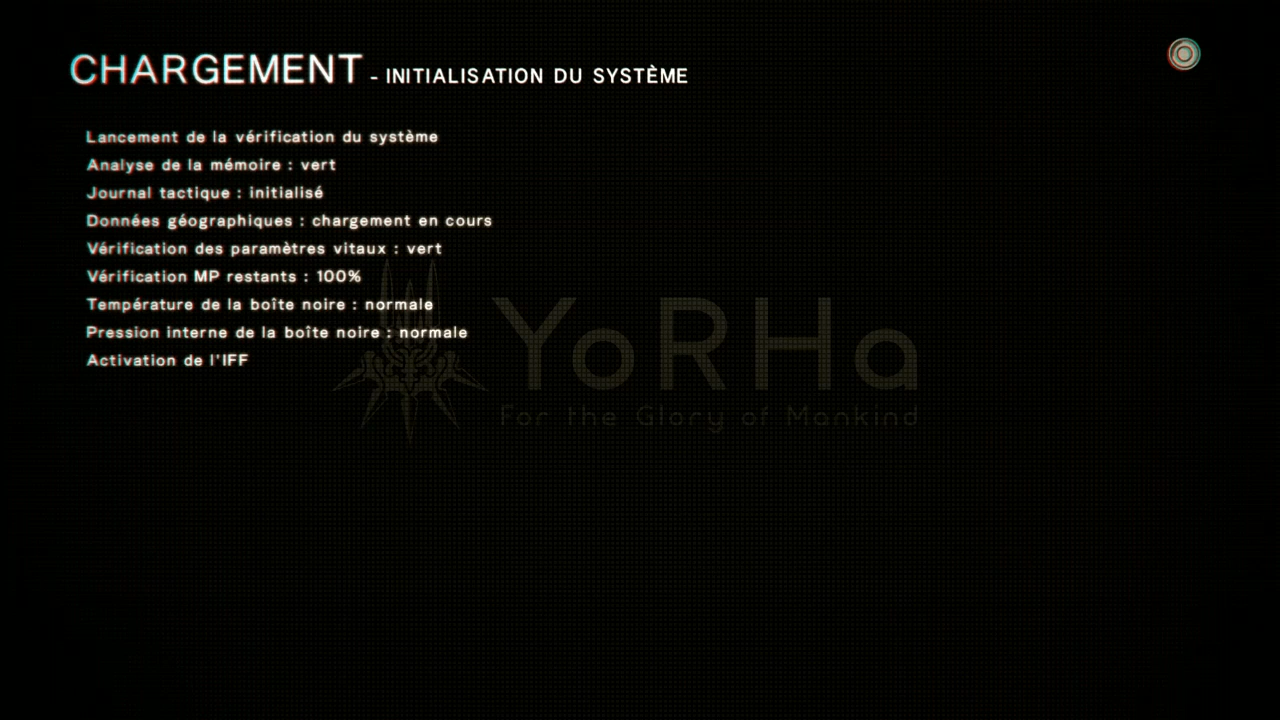 CHARGEMENT - INITIALISATION DU SYSTÈME
Lancement de la vérification du système
Analyse de la mémoire : vert
Journal tactique : initialisé
Données géographiques : chargement en cours
Vérification des paramètres vitaux : vert
Vérification MP restants : 100%
Température de la boîte noire : normale
Pression interne de la boîte noire : normale
Activation de l'IFF
YoRHa
For the Glory of Mankind